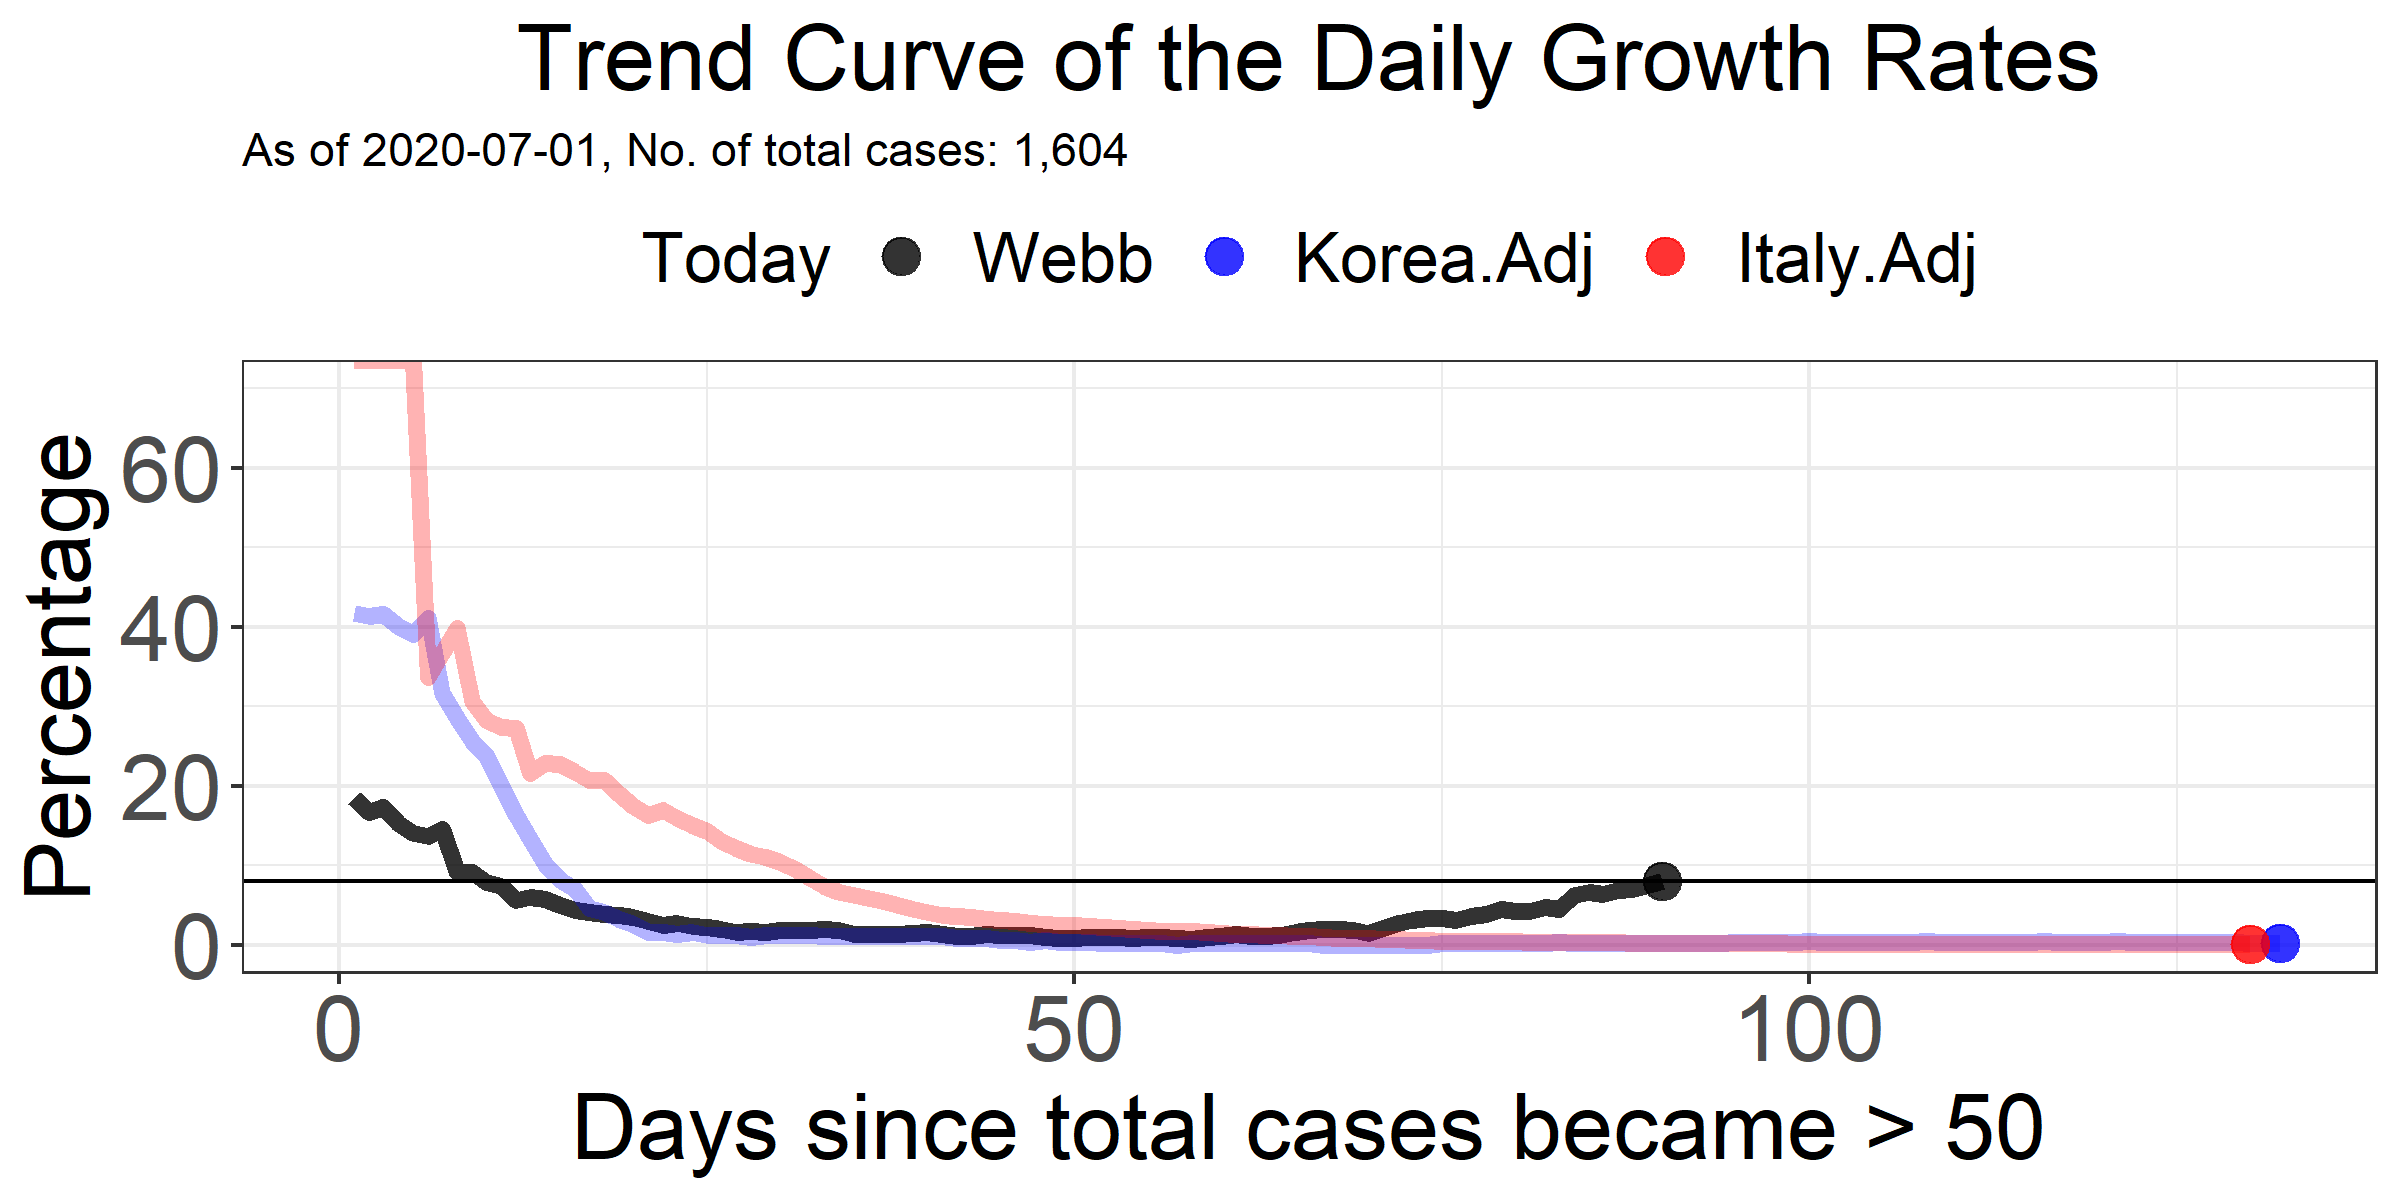 Trend Curve of the Daily Growth Rates
As of 2020-07-01, No. of total cases: 1,604
Today Webb Korea.Adj Italy.Adj
Percentage
60
40
20
0
0 50 100
Days since total cases became > 50